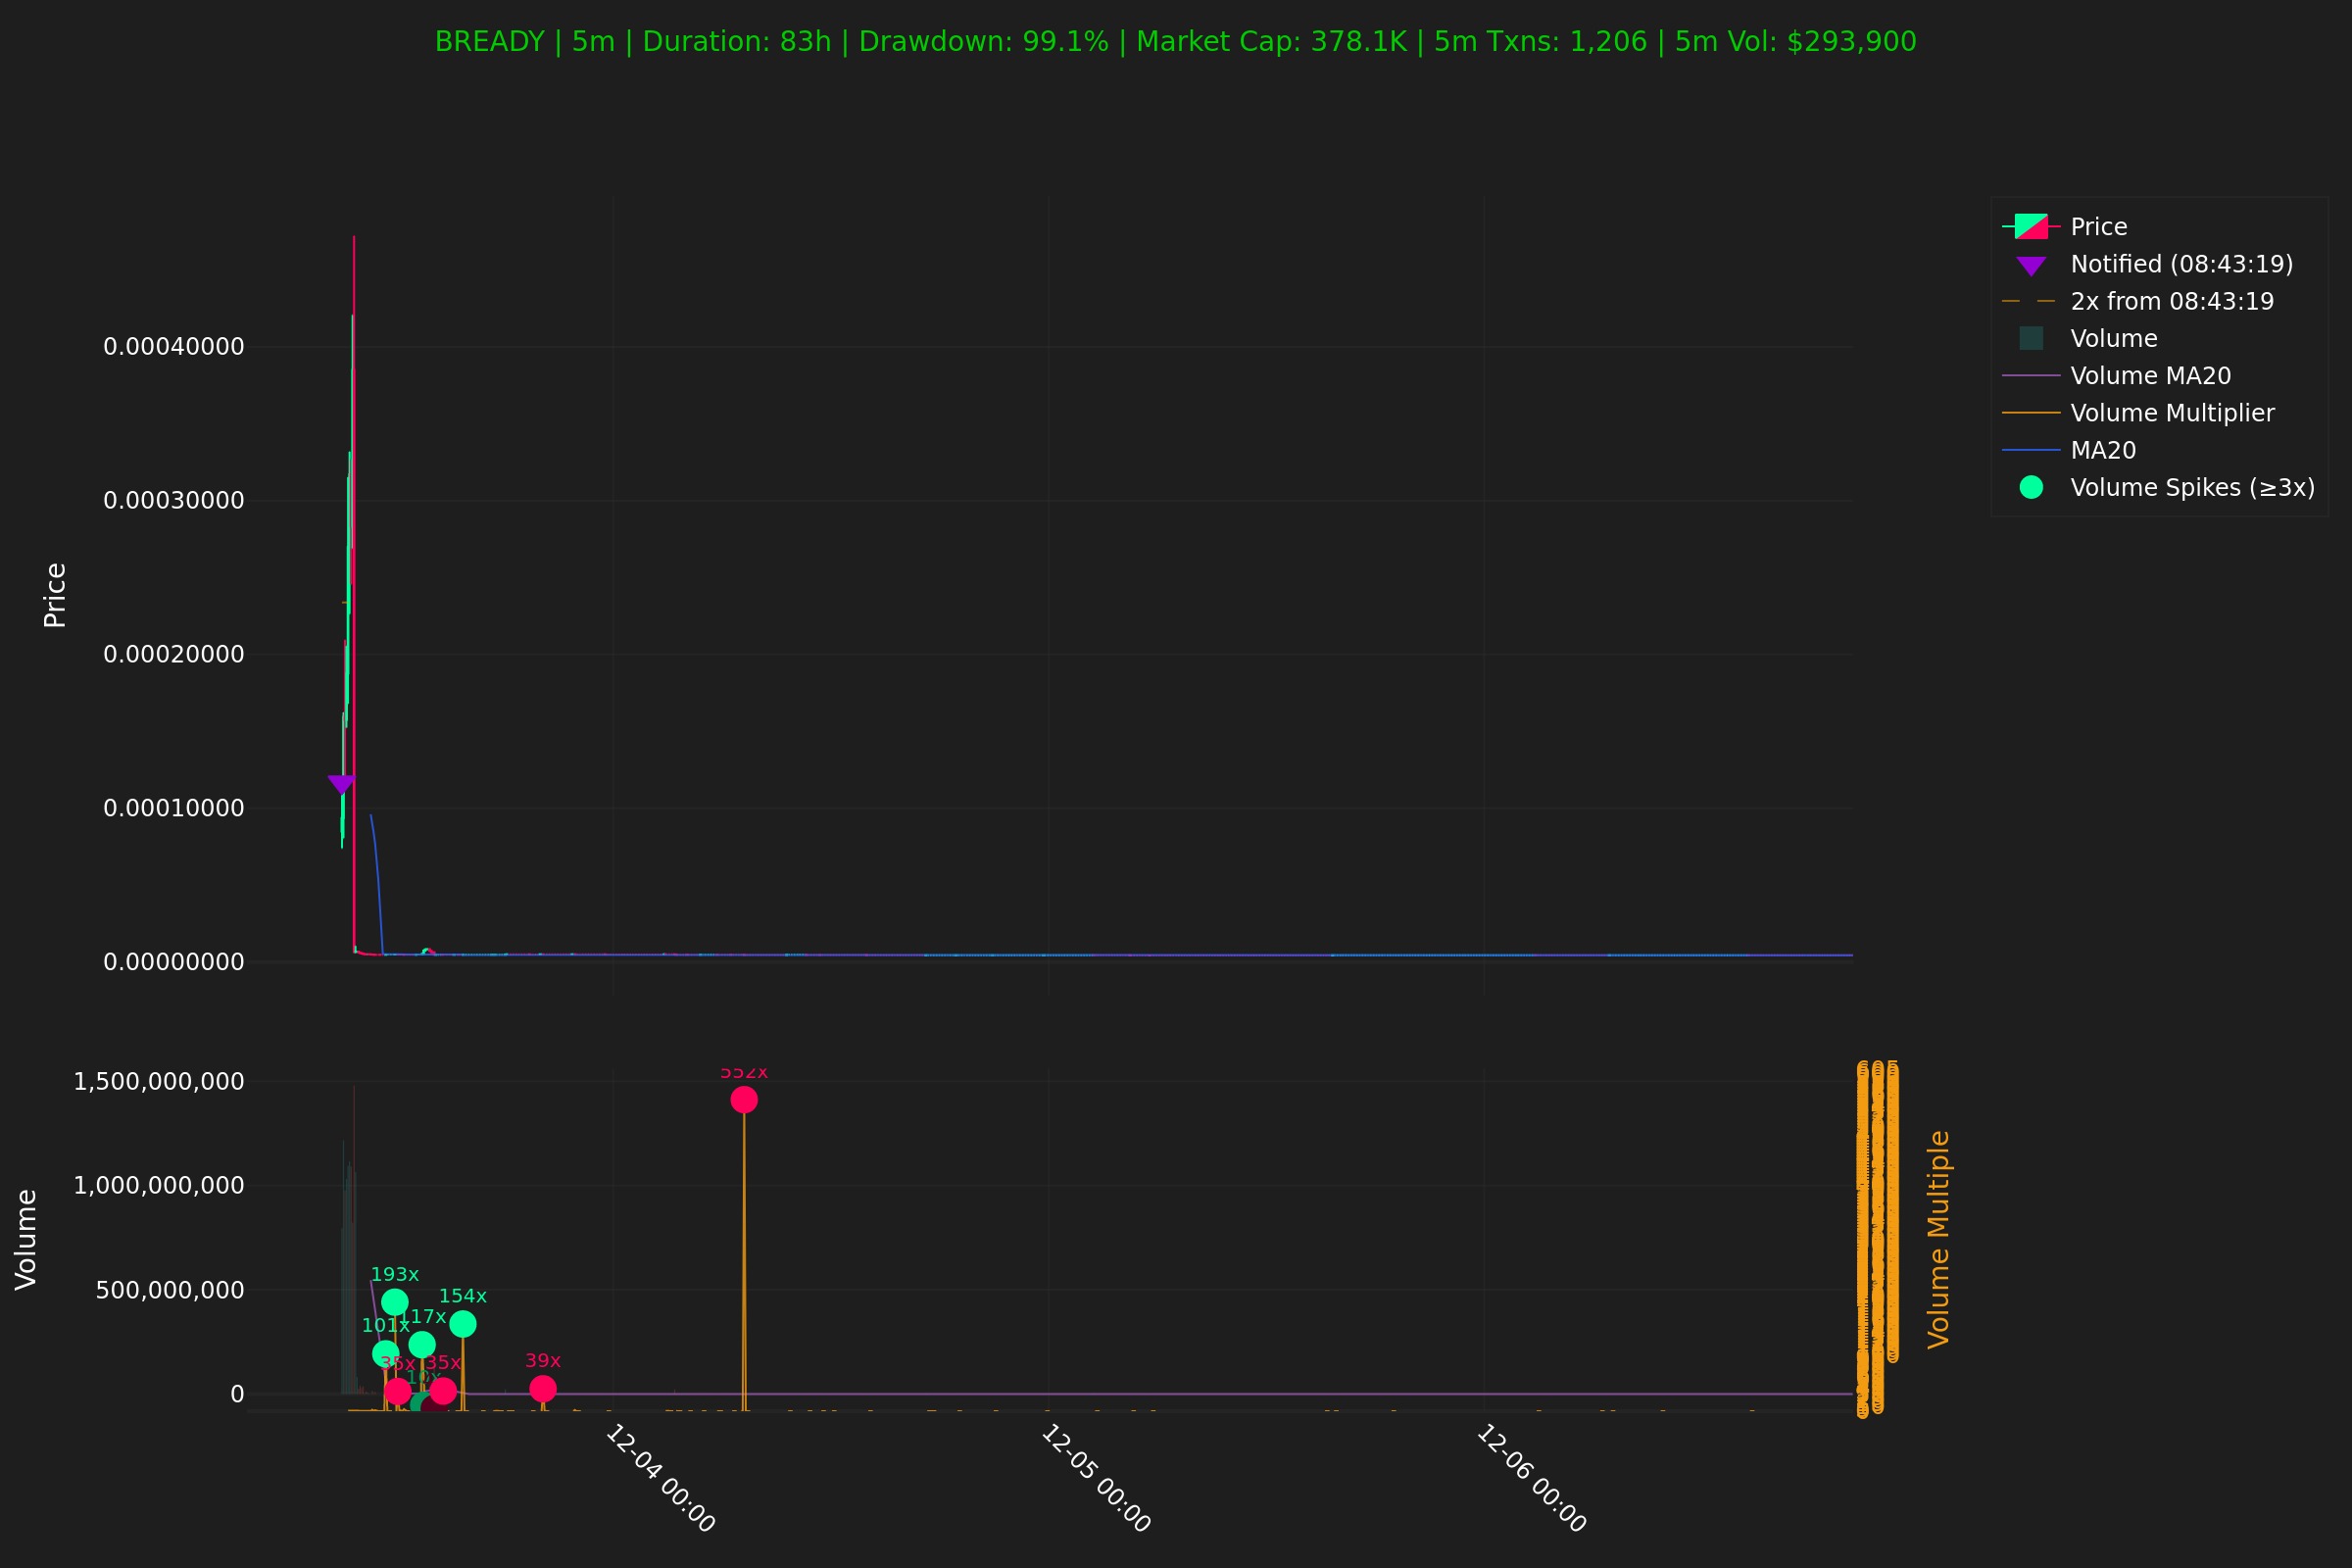 BREADY | 5m | Duration: 83h | Drawdown: 99.1% | Market Cap: 378.1K | 5m Txns: 1,206 | 5m Vol: $293,900
Price
Notified (08:43:19)
2x from 08:43:19
Volume
Volume MA20
Volume Multiplier
MA20
Volume Spikes (≥3x)
Price
0.00040000
0.00030000
0.00020000
0.00010000
0.00000000
Volume
1,500,000,000
1,000,000,000
500,000,000
0
552x
193x
154x
101x
35x
35x
39x
Volume Multiple
12-04 00:00
12-05 00:00
12-06 00:00